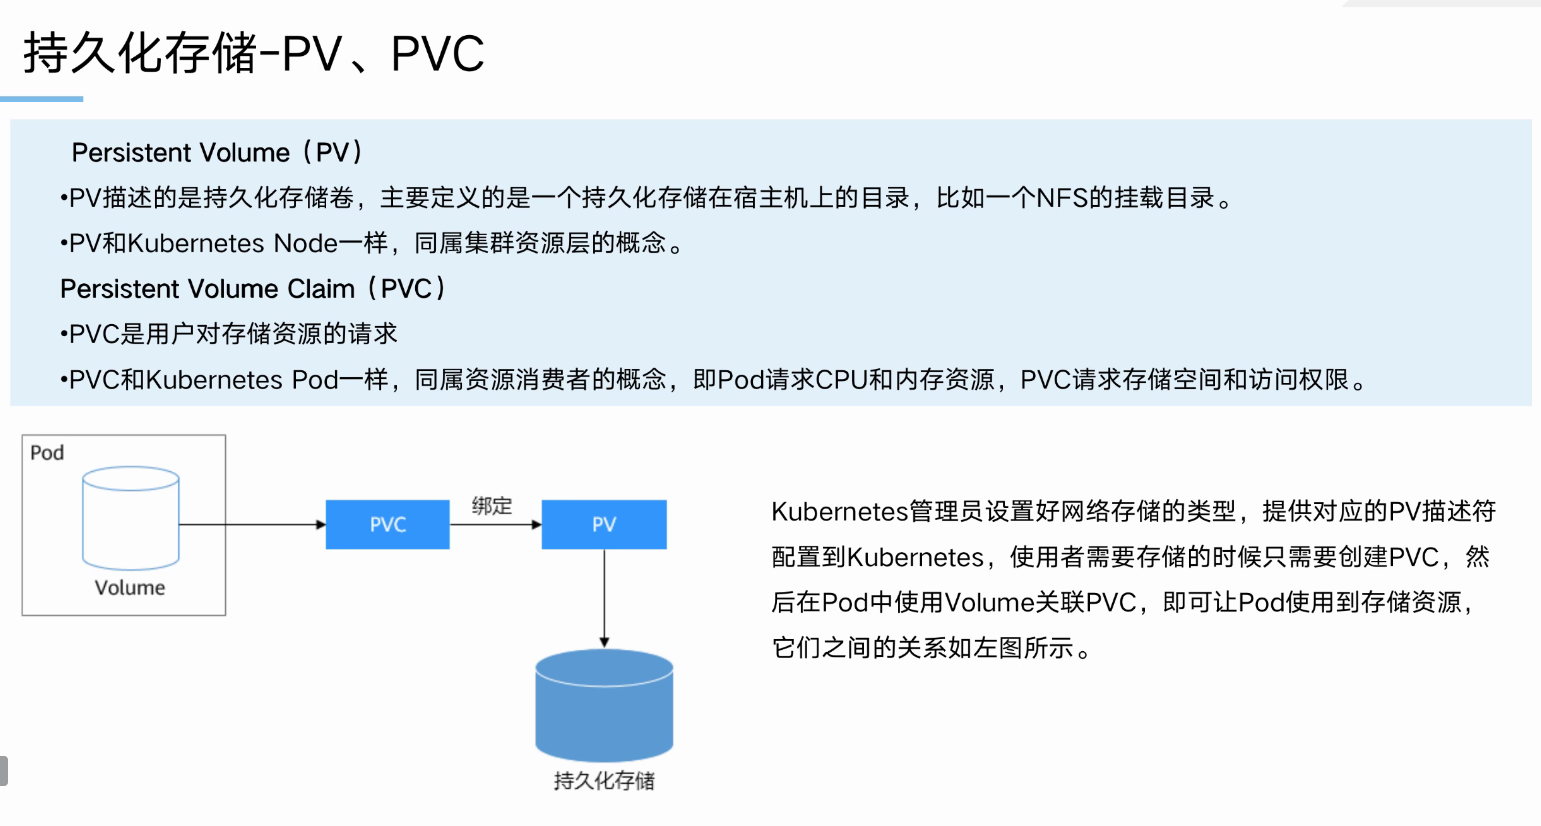 持久化存储-PV、PVC
Persistent Volume（PV）
•PV描述的是持久化存储卷，主要定义的是一个持久化存储在宿主机上的目录，比如一个NFS的挂载目录。
•PV和Kubernetes Node一样，同属集群资源层的概念。
Persistent Volume Claim（PVC）
•PVC是用户对存储资源的请求
•PVC和Kubernetes Pod一样，同属资源消费者的概念，即Pod请求CPU和内存资源，PVC请求存储空间和访问权限。
Pod
Volume
PVC
绑定
PV
持久化存储
Kubernetes管理员设置好网络存储的类型，提供对应的PV描述符
配置到Kubernetes，使用者需要存储的时候只需要创建PVC，然
后在Pod中使用Volume关联PVC，即可让Pod使用到存储资源，
它们之间的关系如左图所示。